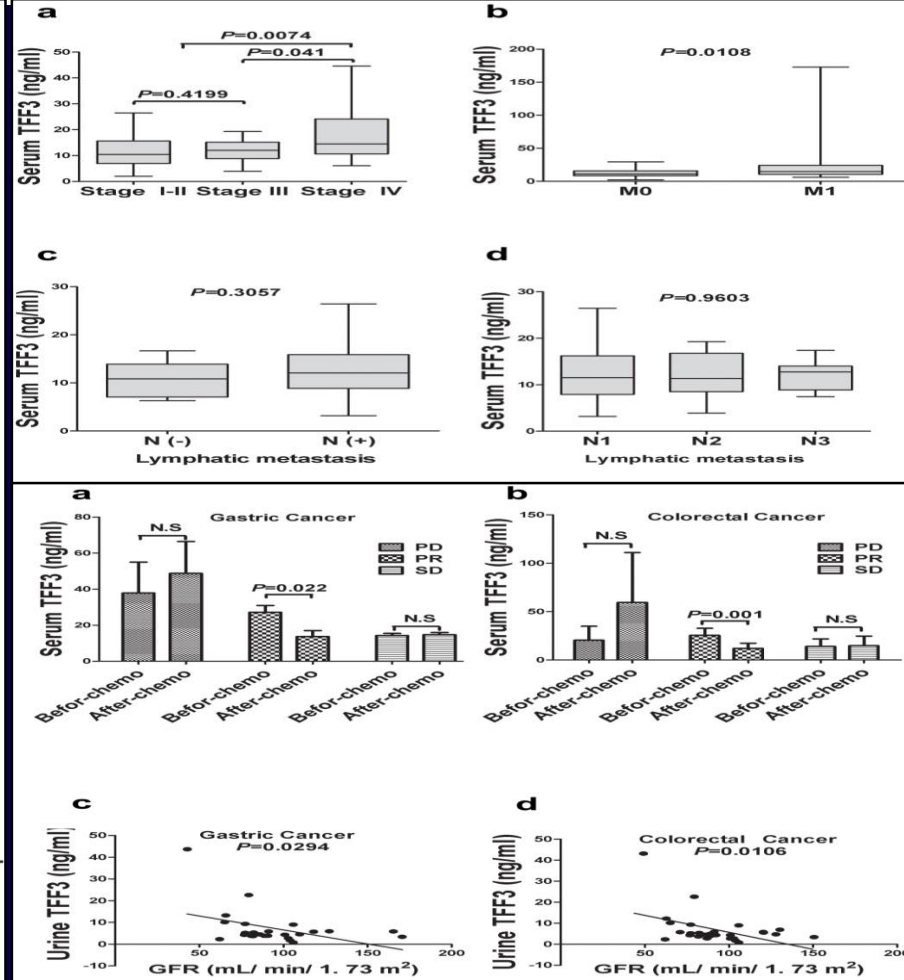 a
P=0.0074
P=0.041
P=0.4199
Serum TFF3 (ng/ml)
50
40
30
20
10
0
Stage I-II Stage III Stage IV
b
P=0.0108
Serum TFF3 (ng/ml)
200
150
100
50
0
M0 M1
c
P=0.3057
Serum TFF3 (ng/ml)
30
20
10
0
N (-) N (+)
Lymphatic metastasis
d
P=0.9603
Serum TFF3 (ng/ml)
30
20
10
0
N1 N2 N3
Lymphatic metastasis
a
Gastric Cancer
N.S
P=0.022
N.S
PD
PR
SD
Serum TFF3 (ng/ml)
80
60
40
20
0
Befor-chemo After-chemo Befor-chemo After-chemo Befor-chemo After-chemo
b
Colorectal Cancer
N.S
P=0.001
N.S
PD
PR
SD
Serum TFF3 (ng/ml)
150
100
50
0
Befor-chemo After-chemo Befor-chemo After-chemo Befor-chemo After-chemo
c
Gastric Cancer
P=0.0294
Urine TFF3 (ng/ml)
50
40
30
20
10
0
-10
50 100 150 200
GFR (mL/ min/ 1. 73 m²)
d
Colorectal Cancer
P=0.0106
Urine TFF3 (ng/ml)
50
40
30
20
10
0
-10
50 100 150 200
GFR (mL/ min/ 1. 73 m²)